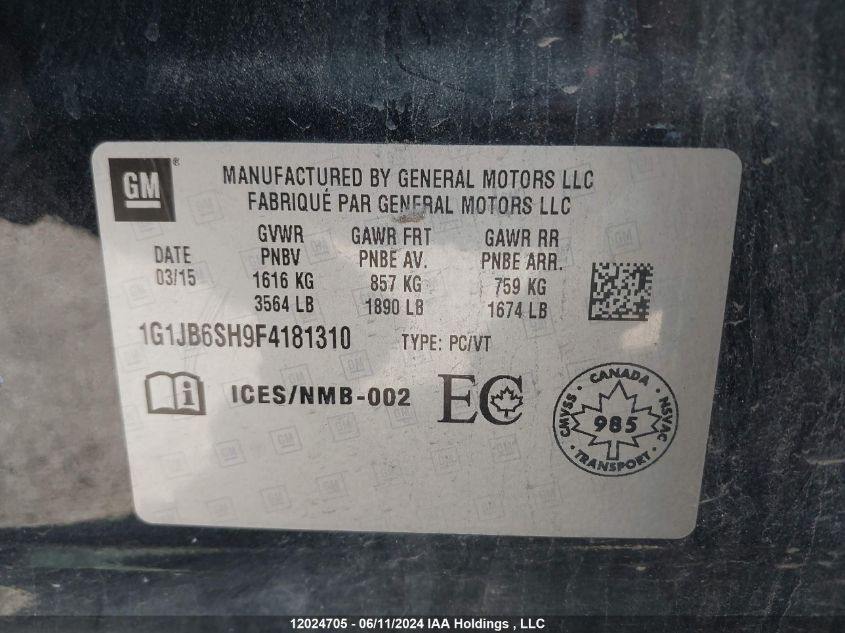 GM®
MANUFACTURED BY GENERAL MOTORS LLC
FABRIQUÉ PAR GENERAL MOTORS LLC
DATE
03/15
GVWR
PNBV
1616 KG
3564 LB
GAWR FRT
PNBE AV.
857 KG
1890 LB
GAWR RR
PNBE ARR.
759 KG
1674 LB
1G1JB6SH9F4181310
TYPE: PC/VT
i
ICES/NMB-002
EC
CANADA
CMVSS
985
NSVAC
TRANSPORT
12024705 - 06/11/2024 IAA Holdings , LLC